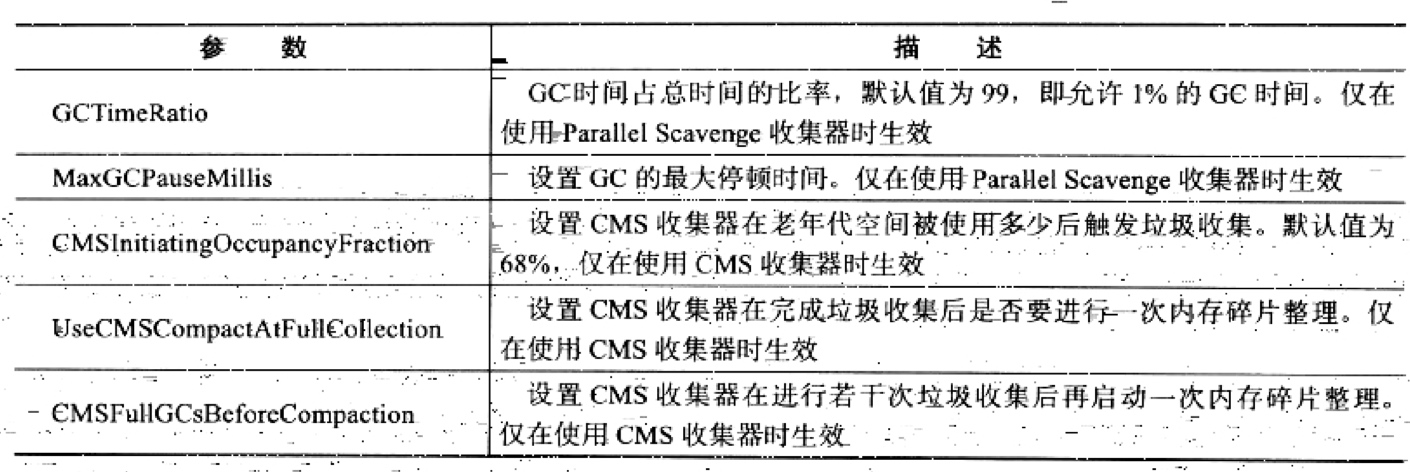 参 数 描 述
GCTimeRatio
GC时间占总时间的比率，默认值为 99，即允许 1% 的 GC 时间。仅在
使用 Parallel Scavenge 收集器时生效
MaxGCPauseMillis
设置 GC 的最大停顿时间。仅在使用 Parallel Scavenge 收集器时生效
CMSInitiatingOccupancyFraction
设置 CMS 收集器在老年代空间被使用多少后触发垃圾收集。默认值为
68%，仅在使用 CMS 收集器时生效
UseCMSCompactAtFullCollection
设置 CMS 收集器在完成垃圾收集后是否要进行一次内存碎片整理。仅
在使用 CMS 收集器时生效
CMSFullGCsBeforeCompaction
设置 CMS 收集器在进行若干次垃圾收集后再启动一次内存碎片整理。
仅在使用 CMS 收集器时生效